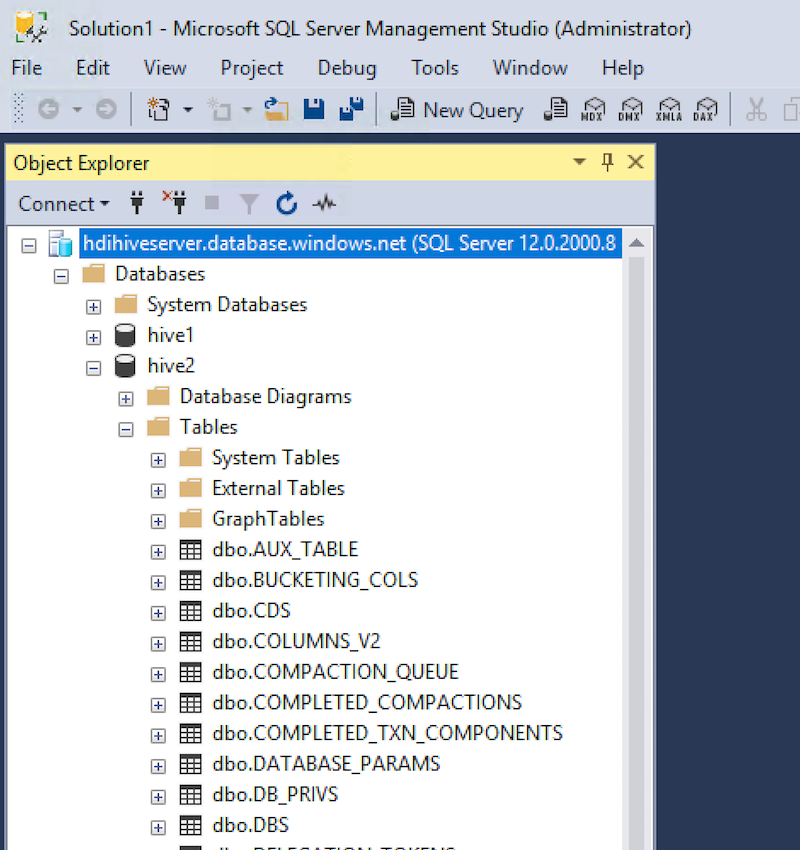 Solution1 - Microsoft SQL Server Management Studio (Administrator)
File Edit View Project Debug Tools Window Help
New Query MDX DMX XMLA DAX
Object Explorer
Connect
hdihiveserver.database.windows.net (SQL Server 12.0.2000.8
Databases
System Databases
hive1
hive2
Database Diagrams
Tables
System Tables
External Tables
GraphTables
dbo.AUX_TABLE
dbo.BUCKETING_COLS
dbo.CDS
dbo.COLUMNS_V2
dbo.COMPACTION_QUEUE
dbo.COMPLETED_COMPACTIONS
dbo.COMPLETED_TXN_COMPONENTS
dbo.DATABASE_PARAMS
dbo.DB_PRIVS
dbo.DBS
dbo.DELEGATION_TOKENS